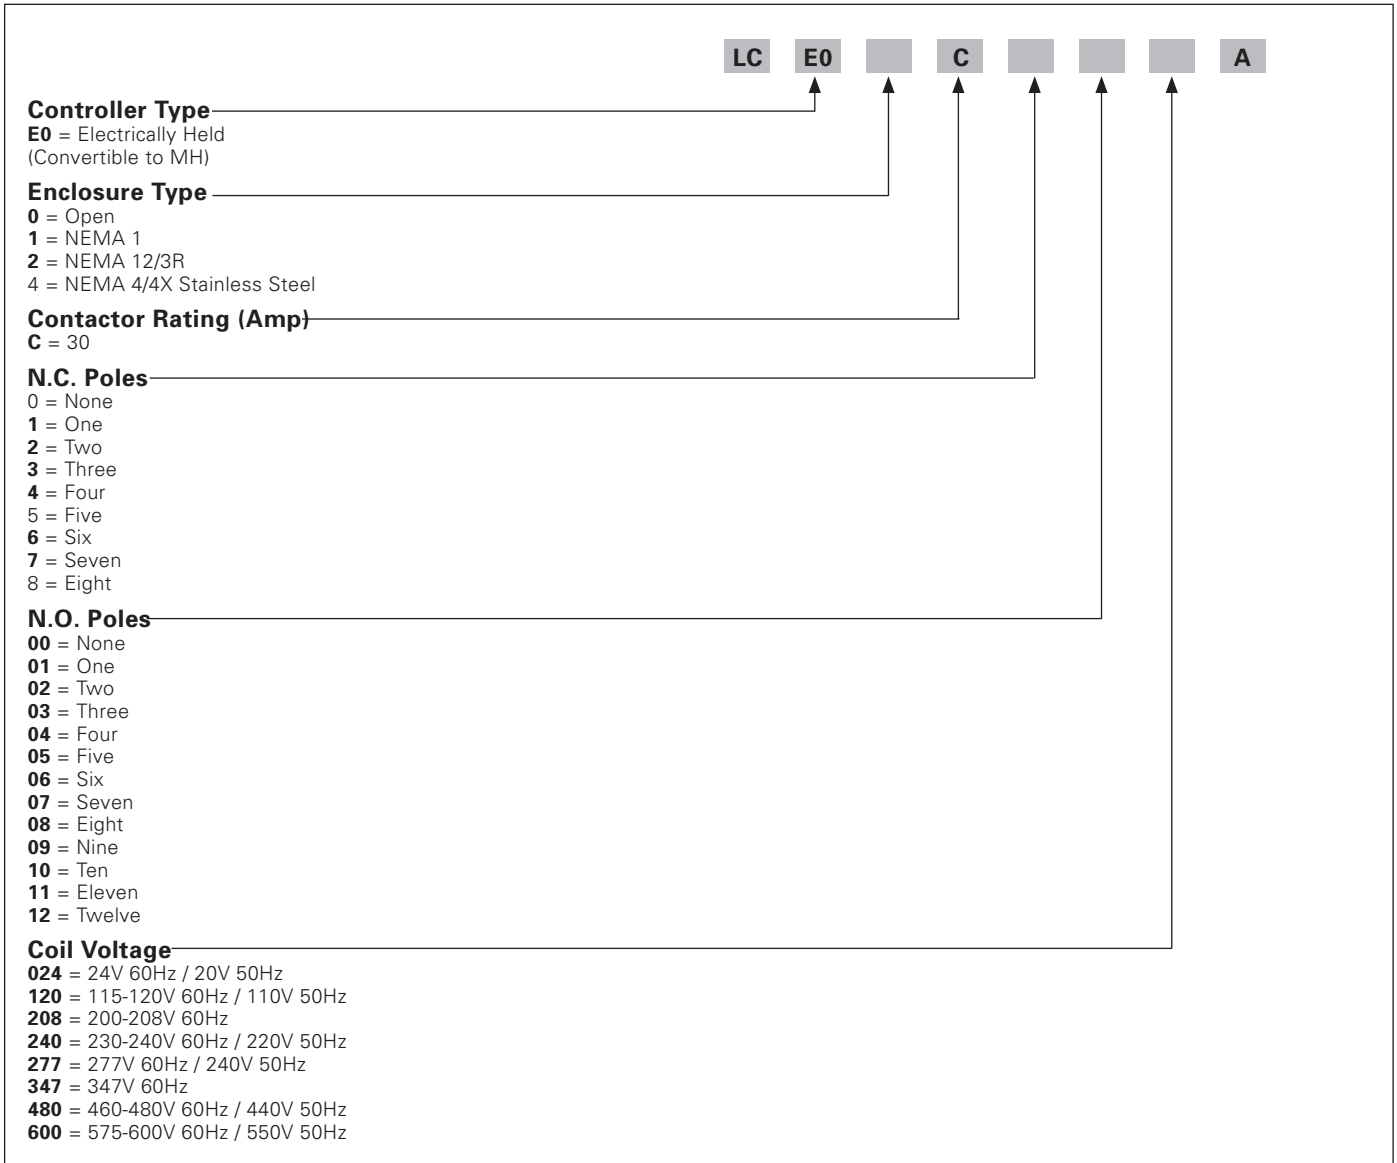 LC E0 C A
Controller Type
E0 = Electrically Held
(Convertible to MH)
Enclosure Type
0 = Open
1 = NEMA 1
2 = NEMA 12/3R
4 = NEMA 4/4X Stainless Steel
Contactor Rating (Amp)
C = 30
N.C. Poles
0 = None
1 = One
2 = Two
3 = Three
4 = Four
5 = Five
6 = Six
7 = Seven
8 = Eight
N.O. Poles
00 = None
01 = One
02 = Two
03 = Three
04 = Four
05 = Five
06 = Six
07 = Seven
08 = Eight
09 = Nine
10 = Ten
11 = Eleven
12 = Twelve
Coil Voltage
024 = 24V 60Hz / 20V 50Hz
120 = 115-120V 60Hz / 110V 50Hz
208 = 200-208V 60Hz
240 = 230-240V 60Hz / 220V 50Hz
277 = 277V 60Hz / 240V 50Hz
347 = 347V 60Hz
480 = 460-480V 60Hz / 440V 50Hz
600 = 575-600V 60Hz / 550V 50Hz